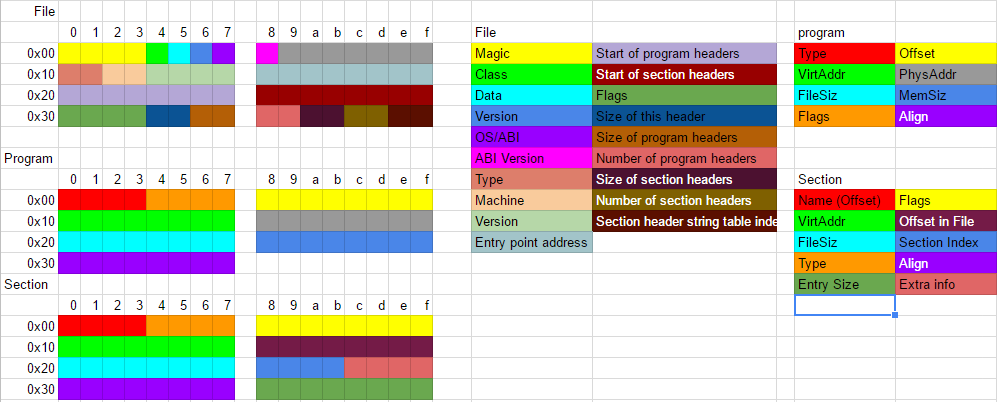 File
0 1 2 3 4 5 6 7 8 9 a b c d e f
0x00
0x10
0x20
0x30
Program
0 1 2 3 4 5 6 7 8 9 a b c d e f
0x00
0x10
0x20
0x30
Section
0 1 2 3 4 5 6 7 8 9 a b c d e f
0x00
0x10
0x20
0x30
File
Magic Start of program headers
Class Start of section headers
Data Flags
Version Size of this header
OS/ABI Size of program headers
ABI Version Number of program headers
Type Size of section headers
Machine Number of section headers
Version Section header string table inde
Entry point address
program
Type Offset
VirtAddr PhysAddr
FileSiz MemSiz
Flags Align
Section
Name (Offset) Flags
VirtAddr Offset in File
FileSiz Section Index
Type Align
Entry Size Extra info